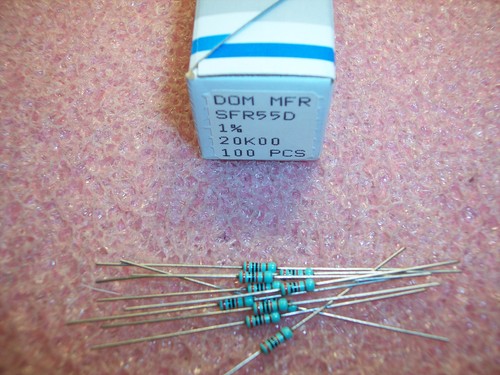 DOM MFR
SFR55D
1%
20K00
100 PCS